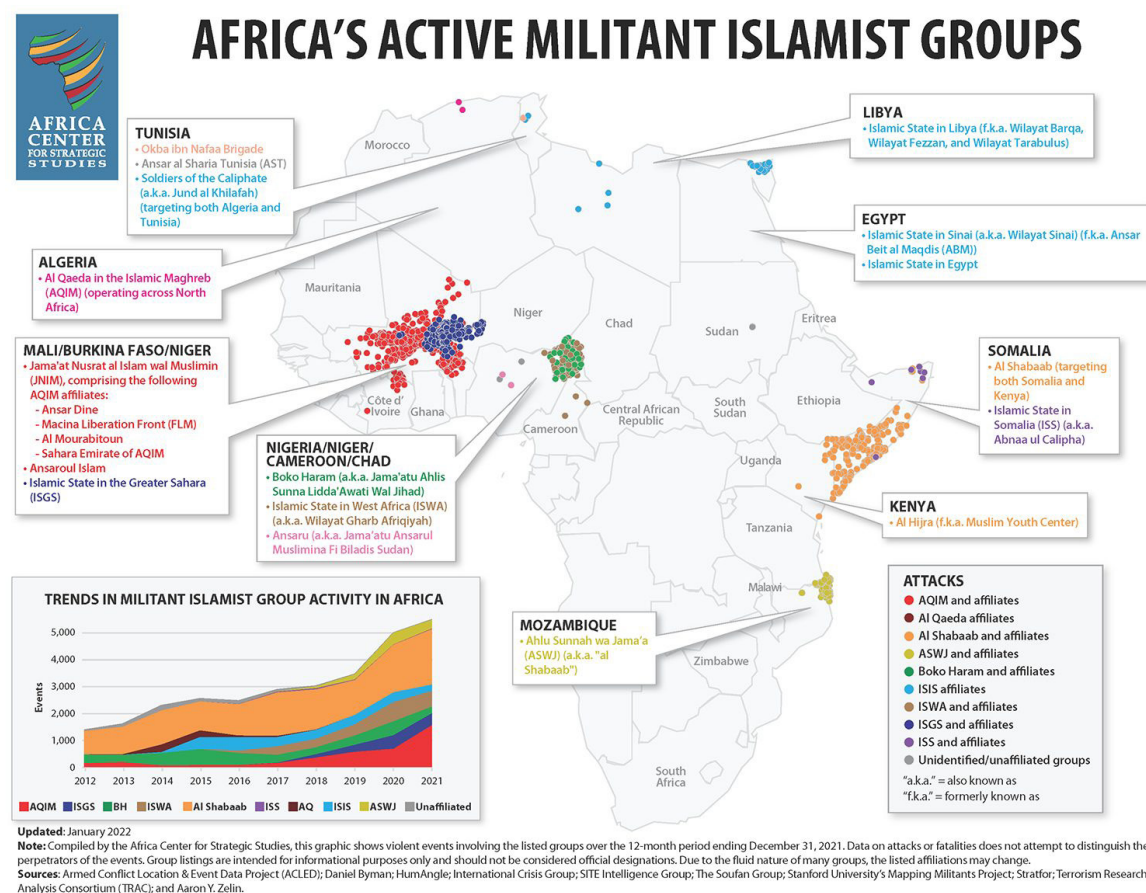 AFRICA'S ACTIVE MILITANT ISLAMIST GROUPS
AFRICA
CENTER
FOR STRATEGIC
STUDIES
TUNISIA
• Okba ibn Nafaa Brigade
• Ansar al Sharia Tunisia (AST)
• Soldiers of the Caliphate
(a.k.a. Jund al Khilafah)
(targeting both Algeria and
Tunisia)
ALGERIA
• Al Qaeda in the Islamic Maghreb
(AQIM) (operating across North
Africa)
MALI/BURKINA FASO/NIGER
• Jama'at Nusrat al Islam wal Muslimin
(JNIM), comprising the following
AQIM affiliates:
- Ansar Dine
- Macina Liberation Front (FLM)
- Al Mourabitoun
- Sahara Emirate of AQIM
• Ansaroul Islam
• Islamic State in the Greater Sahara
(ISGS)
NIGERIA/NIGER/
CAMEROON/CHAD
• Boko Haram (a.k.a. Jama'atu Ahlis
Sunna Lidda'Awati Wal Jihad)
• Islamic State in West Africa (ISWA)
(a.k.a. Wilayat Gharb Afriqiyah)
• Ansaru (a.k.a. Jama'atu Ansarul
Muslimina Fi Biladis Sudan)
LIBYA
• Islamic State in Libya (f.k.a. Wilayat Barqa,
Wilayat Fezzan, and Wilayat Tarabulus)
EGYPT
• Islamic State in Sinai (a.k.a. Wilayat Sinai) (f.k.a. Ansar
Beit al Maqdis (ABM))
• Islamic State in Egypt
SOMALIA
• Al Shabaab (targeting
both Somalia and
Kenya)
• Islamic State in
Somalia (ISS) (a.k.a.
Abnaa ul Calipha)
KENYA
• Al Hijra (f.k.a. Muslim Youth Center)
MOZAMBIQUE
• Ahlu Sunnah wa Jama'a
(ASWJ) (a.k.a. "al
Shabaab")
Morocco
Mauritania
Niger
Chad
Sudan
Eritrea
Côte d'
Ivoire
Ghana
Cameroon
Central African
Republic
South
Sudan
Ethiopia
Uganda
Tanzania
Malawi
Zimbabwe
South
Africa
ATTACKS
AQIM and affiliates
Al Qaeda affiliates
Al Shabaab and affiliates
ASWJ and affiliates
Boko Haram and affiliates
ISIS affiliates
ISWA and affiliates
ISGS and affiliates
ISS and affiliates
Unidentified/unaffiliated groups
"a.k.a." = also known as
"f.k.a." = formerly known as
TRENDS IN MILITANT ISLAMIST GROUP ACTIVITY IN AFRICA
Events
5,000
4,000
3,000
2,000
1,000
0
2012 2013 2014 2015 2016 2017 2018 2019 2020 2021
AQIM ISGS BH ISWA Al Shabaab ISS AQ ISIS ASWJ Unaffiliated
Updated: January 2022
Note: Compiled by the Africa Center for Strategic Studies, this graphic shows violent events involving the listed groups over the 12-month period ending December 31, 2021. Data on attacks or fatalities does not attempt to distinguish the
perpetrators of the events. Group listings are intended for informational purposes only and should not be considered official designations. Due to the fluid nature of many groups, the listed affiliations may change.
Sources: Armed Conflict Location & Event Data Project (ACLED); Daniel Byman; HumAngle; International Crisis Group; SITE Intelligence Group; The Soufan Group; Stanford University's Mapping Militants Project; Stratfor; Terrorism Research
Analysis Consortium (TRAC); and Aaron Y. Zelin.